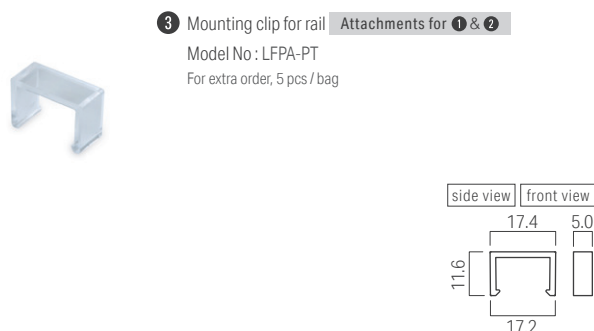 3 Mounting clip for rail Attachments for 1 & 2
Model No : LFPA-PT
For extra order, 5 pcs / bag
side view front view
17.4 5.0
11.6
17.2